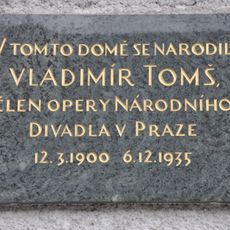 V TOMTO DOMĚ SE NARODIL
VLADIMÍR TOMŠ,
ČLEN OPERY NÁRODNÍHO
DIVADLA V PRAZE
12.3.1900 6.12.1935